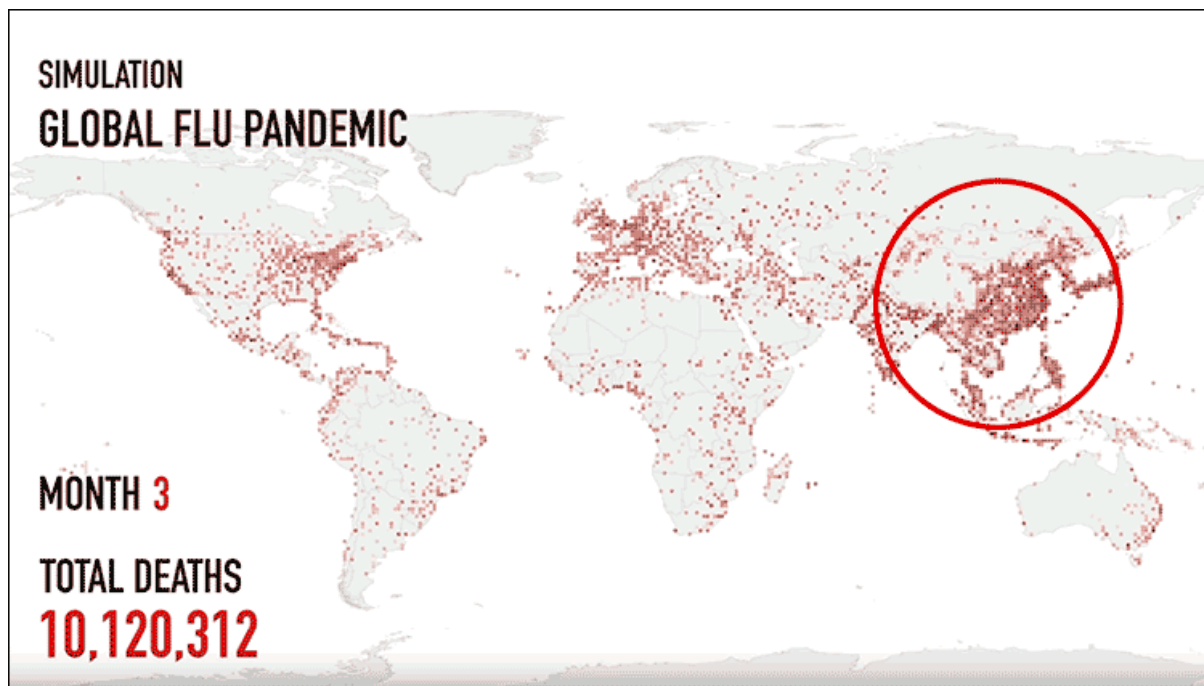 SIMULATION
GLOBAL FLU PANDEMIC
MONTH 3
TOTAL DEATHS
10,120,312